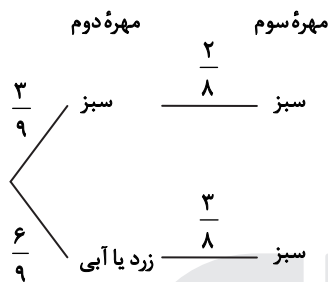 مهرهٔ دوم مهرهٔ سوم
۳/۹ سبز ۲/۸ سبز
۶/۹ زرد یا آبی ۳/۸ سبز